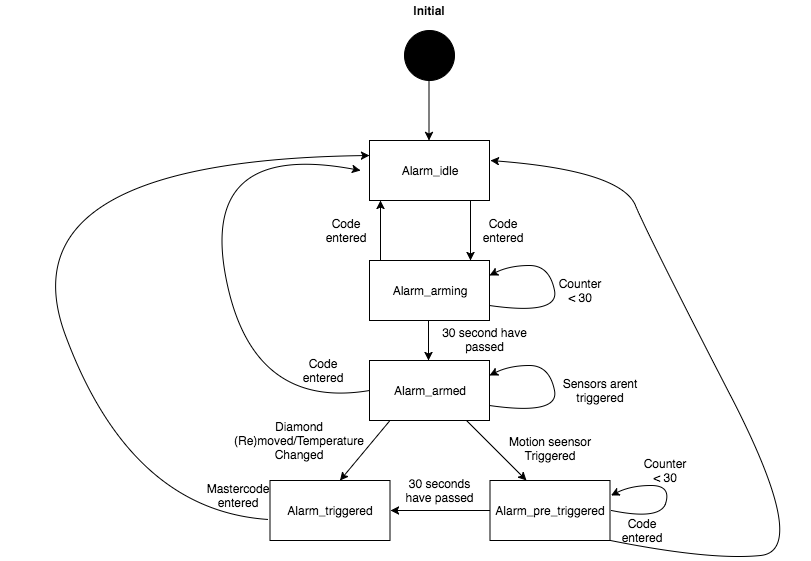 Initial
Alarm_idle
Code
entered
Code
entered
Alarm_arming
Counter
< 30
30 second have
passed
Code
entered
Alarm_armed
Sensors arent
triggered
Diamond
(Re)moved/Temperature
Changed
Motion seensor
Triggered
Mastercode
entered
Alarm_triggered
30 seconds
have passed
Alarm_pre_triggered
Counter
< 30
Code
entered